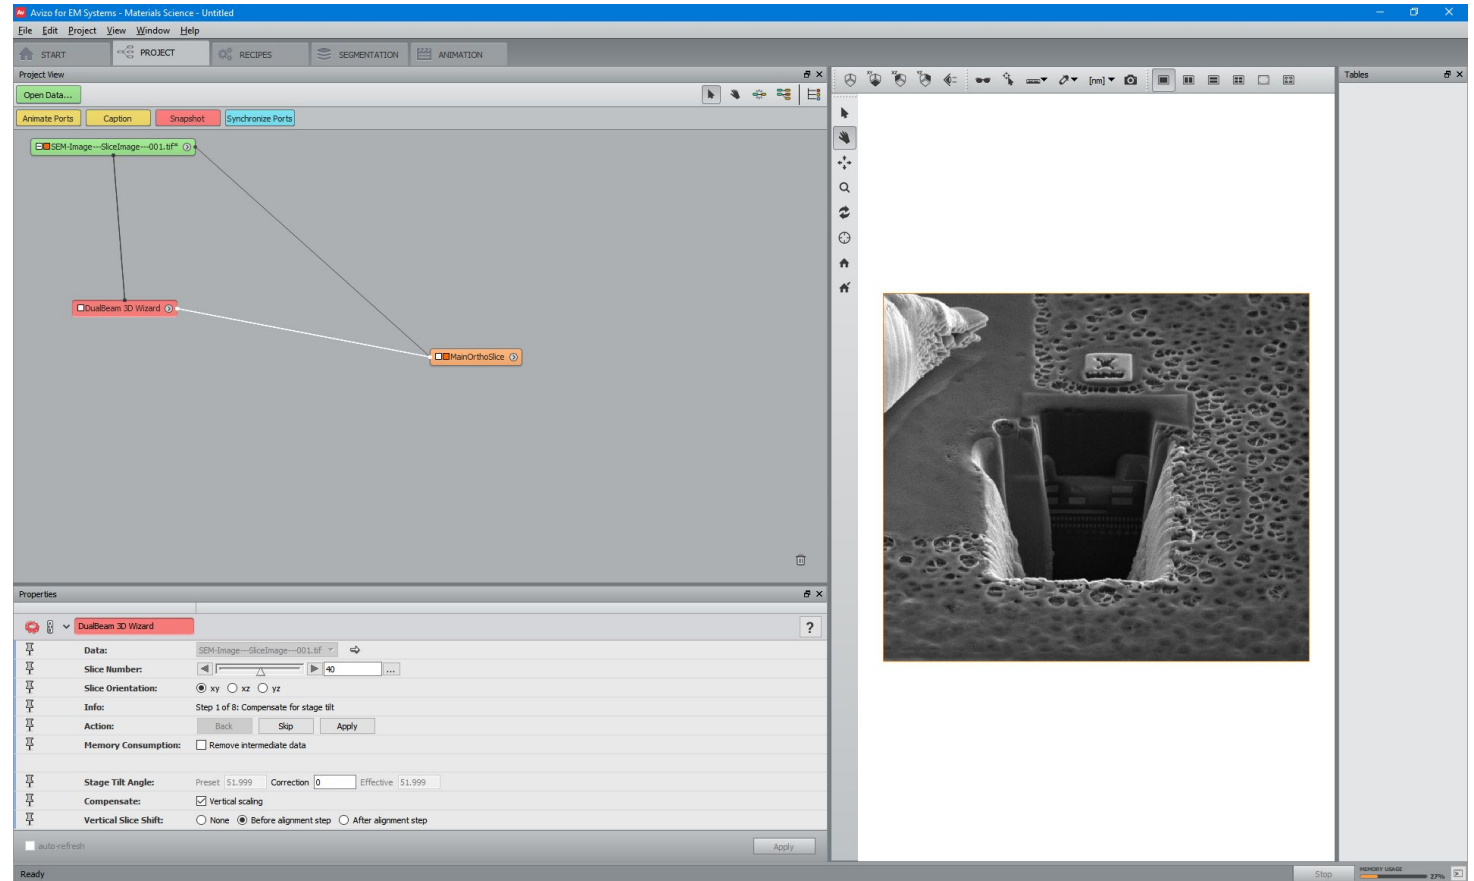 Avizo for EM Systems - Materials Science - Untitled
File Edit Project View Window Help
START PROJECT RECIPES SEGMENTATION ANIMATION
Project View
Open Data...
Animate Ports Caption Snapshot Synchronize Ports
SEM-Image---SliceImage---001.tif*
DualBeam 3D Wizard
MainOrthoSlice
Properties
DualBeam 3D Wizard ?
Data: SEM-Image---SliceImage---001.tif
Slice Number: 40 ...
Slice Orientation: xy xz yz
Info: Step 1 of 8: Compensate for stage tilt
Action: Back Skip Apply
Memory Consumption: Remove intermediate data
Stage Tilt Angle: Preset 51.999 Correction 0 Effective 51.999
Compensate: Vertical scaling
Vertical Slice Shift: None Before alignment step After alignment step
auto-refresh Apply
XY XZ YZ [nm]
Tables
Ready Stop MEMORY USAGE 27%